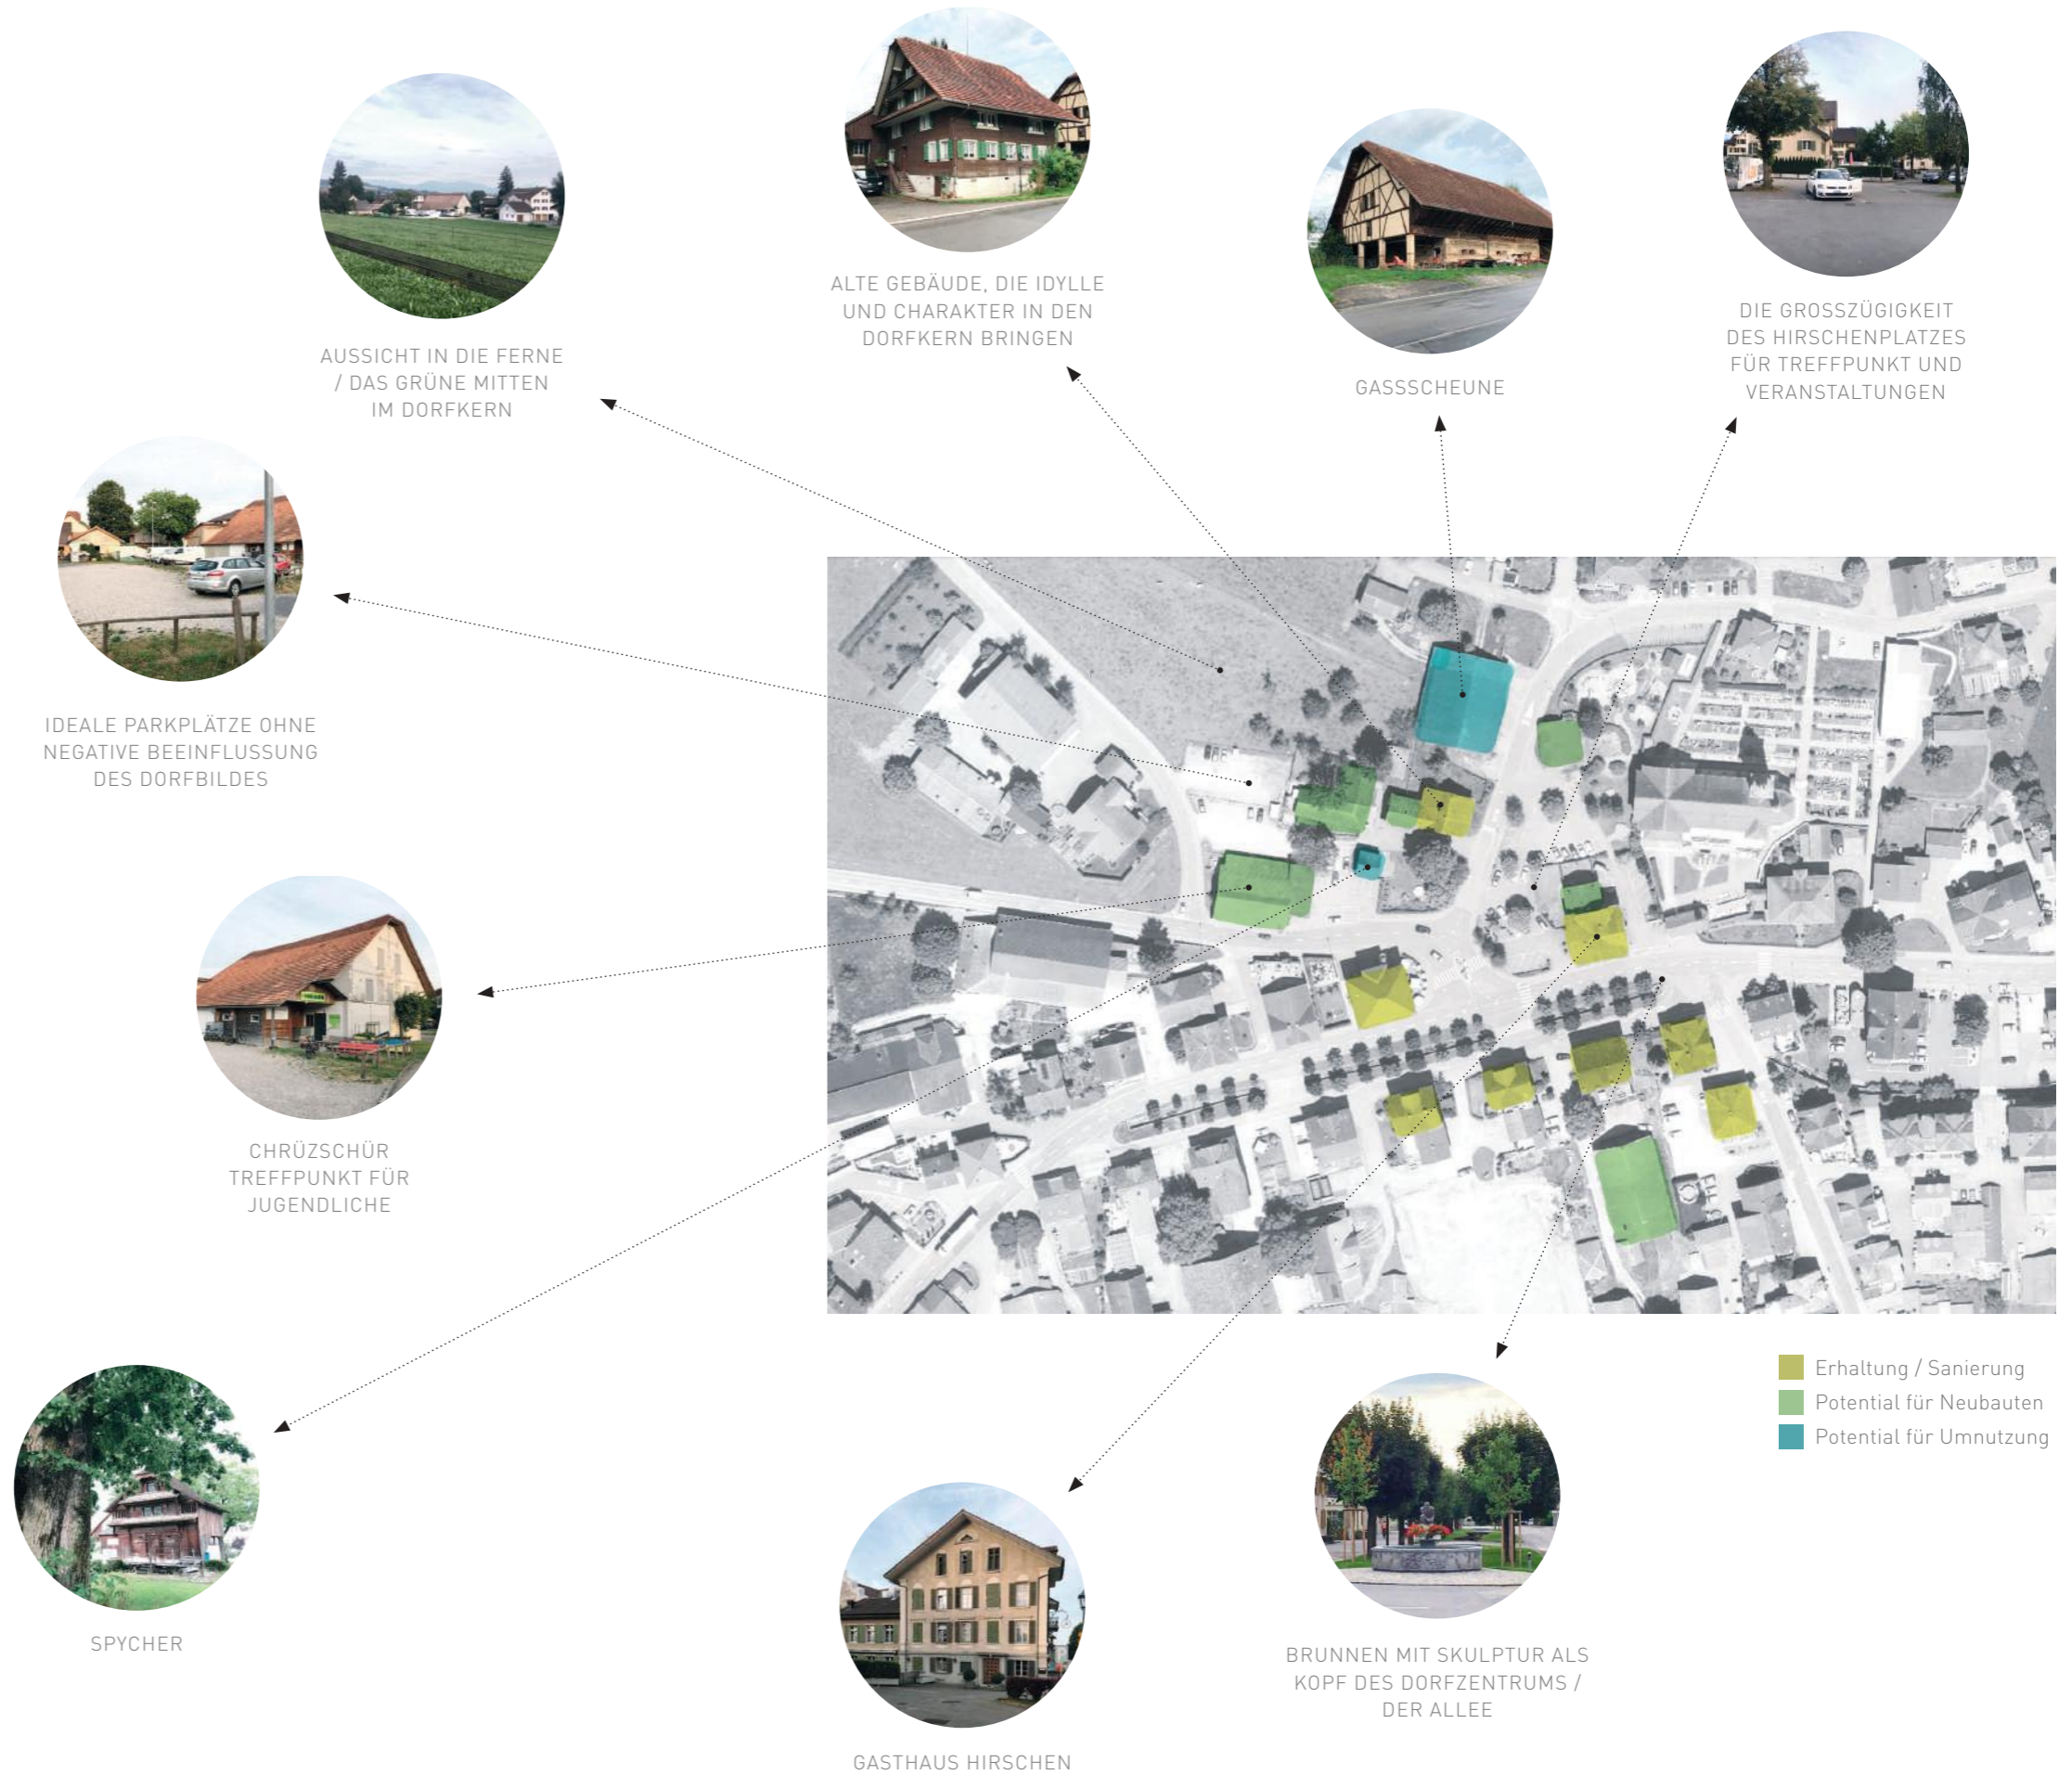 ALTE GEBÄUDE, DIE IDYLLE
UND CHARAKTER IN DEN
DORFKERN BRINGEN
DIE GROSSZÜGIGKEIT
DES HIRSCHENPLATZES
FÜR TREFFPUNKT UND
VERANSTALTUNGEN
AUSSICHT IN DIE FERNE
/ DAS GRÜNE MITTEN
IM DORFKERN
GASSSCHEUNE
IDEALE PARKPLÄTZE OHNE
NEGATIVE BEEINFLUSSUNG
DES DORFBILDES
CHRÜZSCHÜR
TREFFPUNKT FÜR
JUGENDLICHE
Erhaltung / Sanierung
Potential für Neubauten
Potential für Umnutzung
SPYCHER
BRUNNEN MIT SKULPTUR ALS
KOPF DES DORFZENTRUMS /
DER ALLEE
GASTHAUS HIRSCHEN